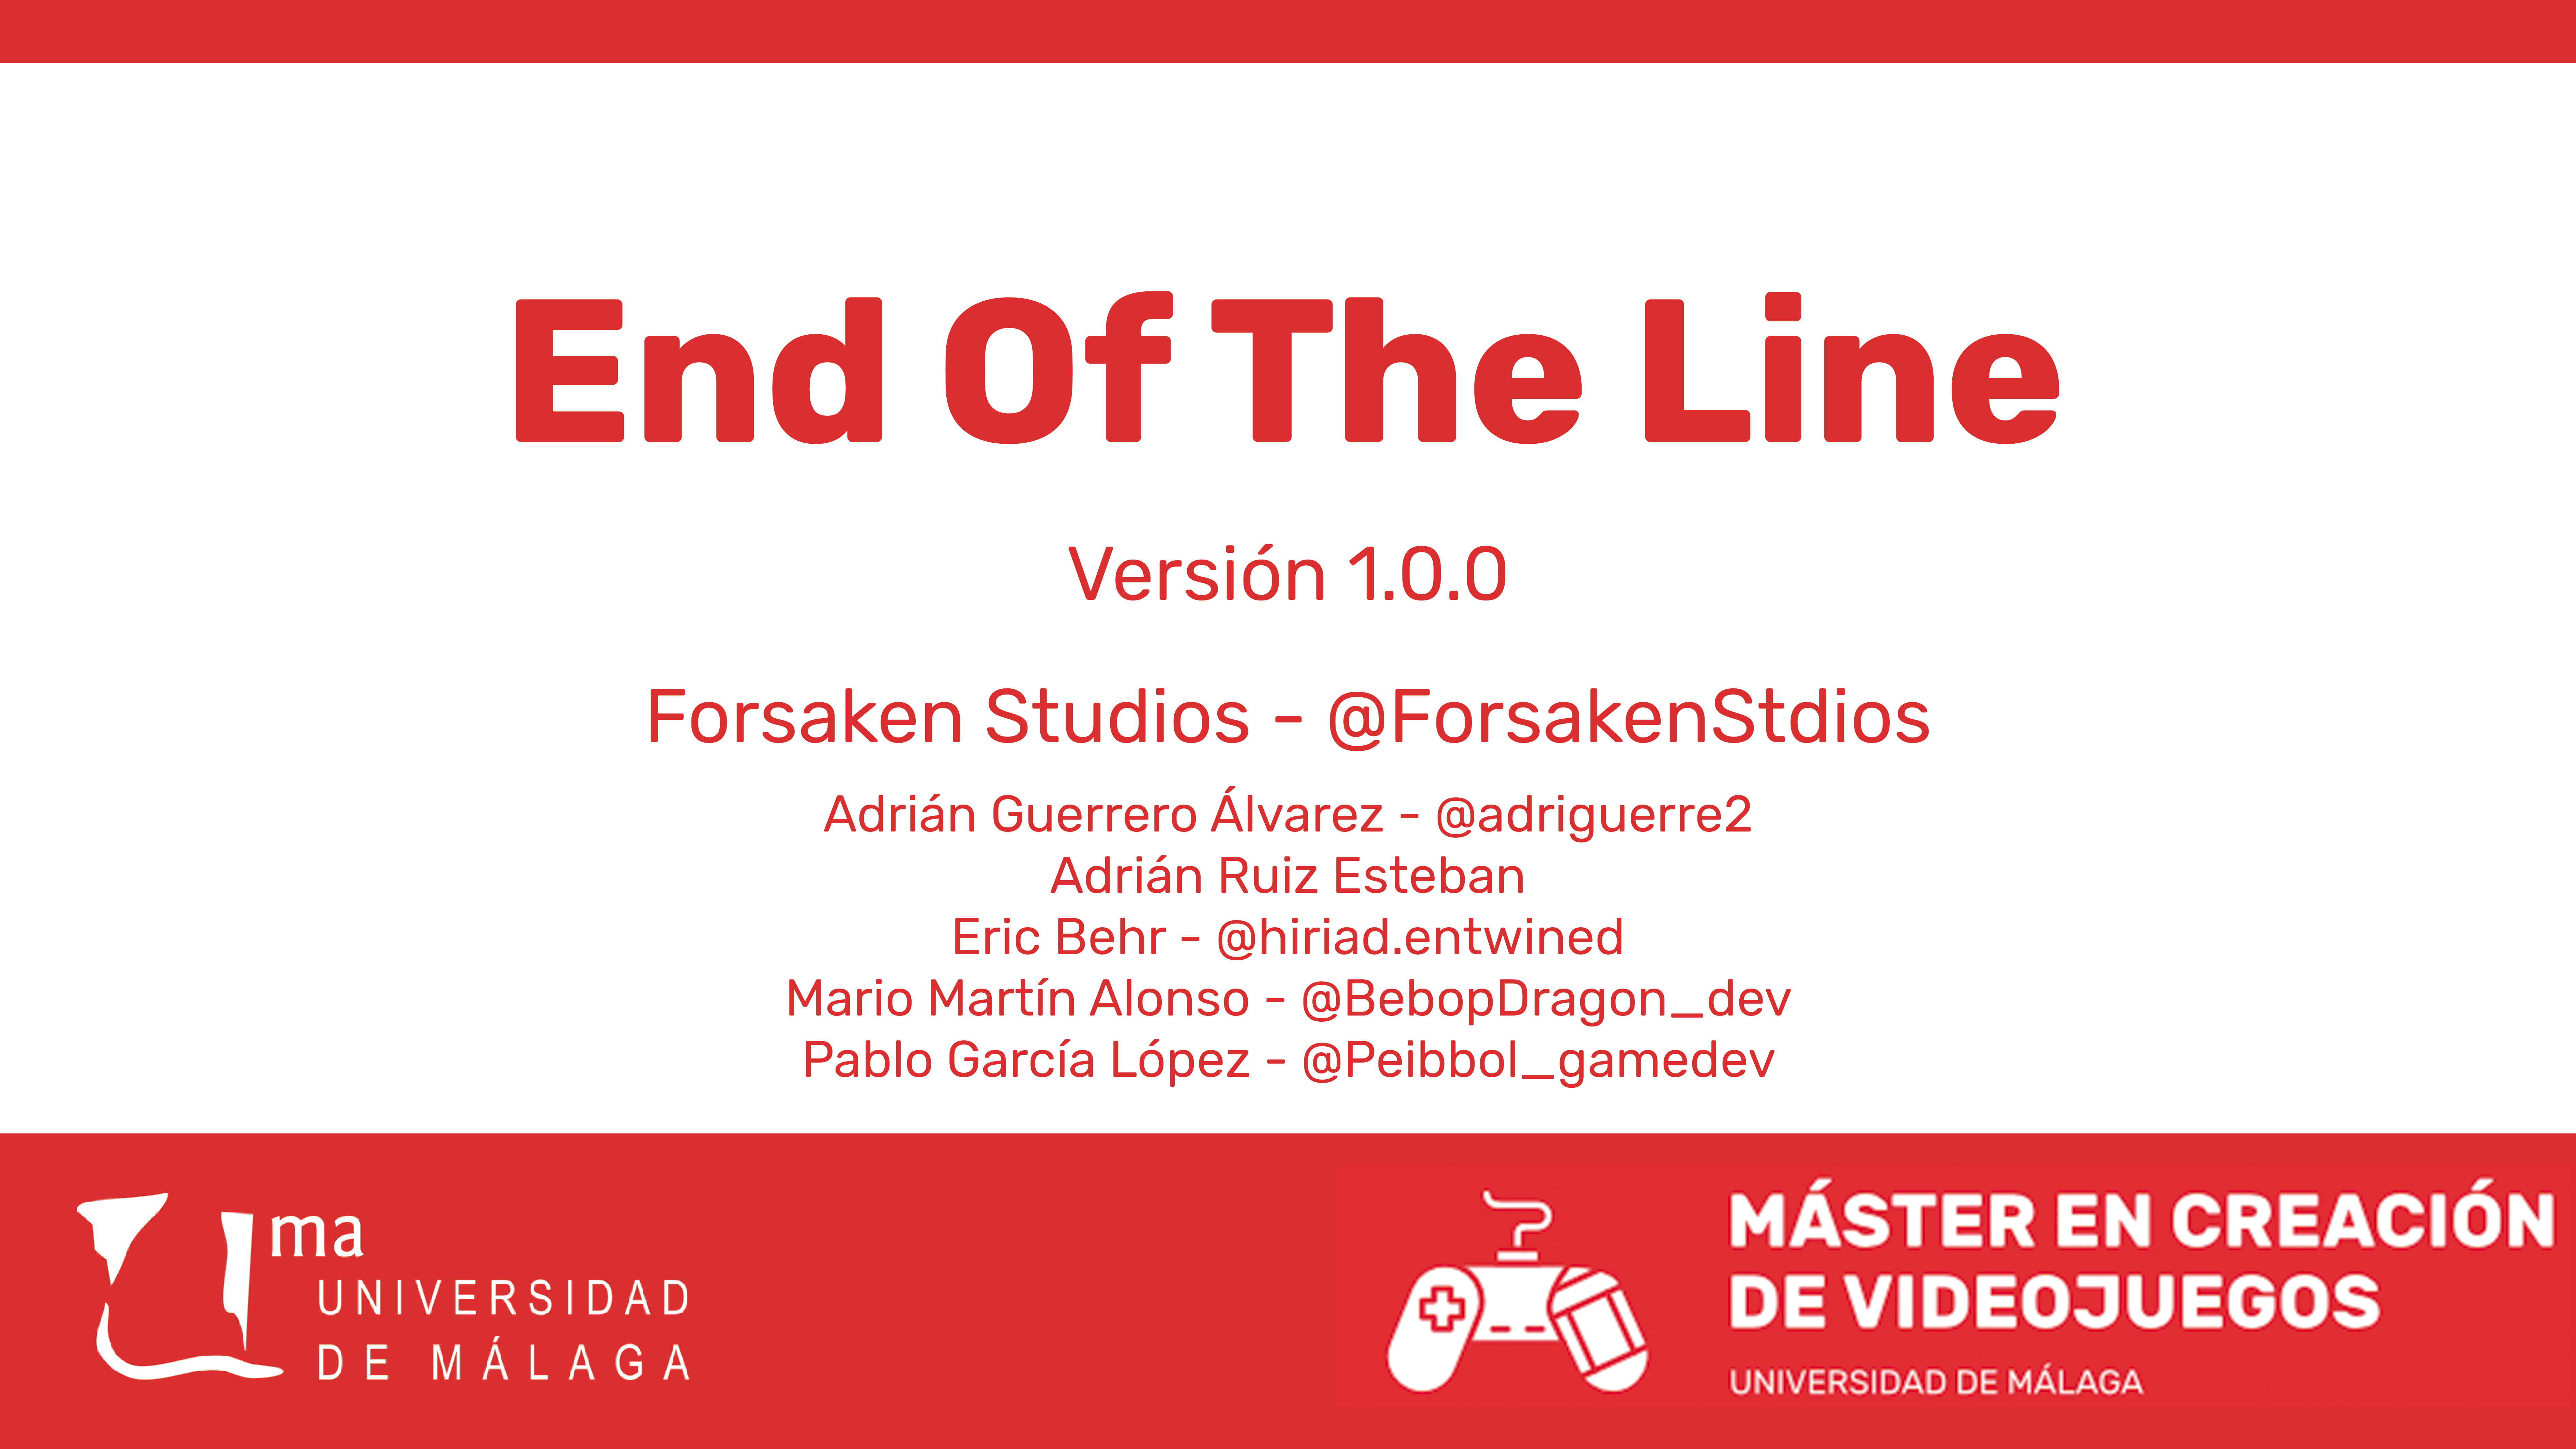 End Of The Line
Versión 1.0.0
Forsaken Studios - @ForsakenStdios
Adrián Guerrero Álvarez - @adriguerre2
Adrián Ruiz Esteban
Eric Behr - @hiriad.entwined
Mario Martín Alonso - @BebopDragon_dev
Pablo García López - @Peibbol_gamedev
uma
UNIVERSIDAD
DE MÁLAGA
MÁSTER EN CREACIÓN
DE VIDEOJUEGOS
UNIVERSIDAD DE MÁLAGA